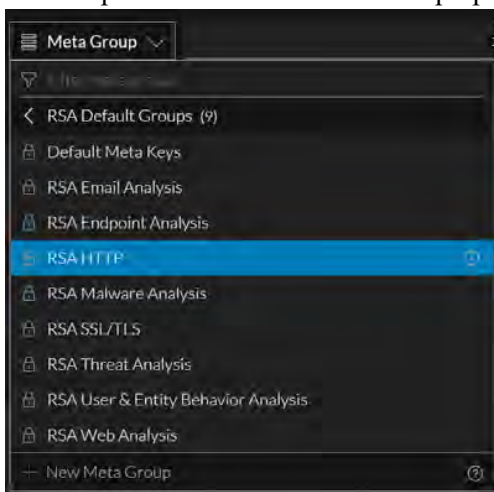 Meta Group
RSA Default Groups (9)
Default Meta Keys
RSA Email Analysis
RSA Endpoint Analysis
RSA HTTP
RSA Malware Analysis
RSA SSL/TLS
RSA Threat Analysis
RSA User & Entity Behavior Analysis
RSA Web Analysis
+ New Meta Group